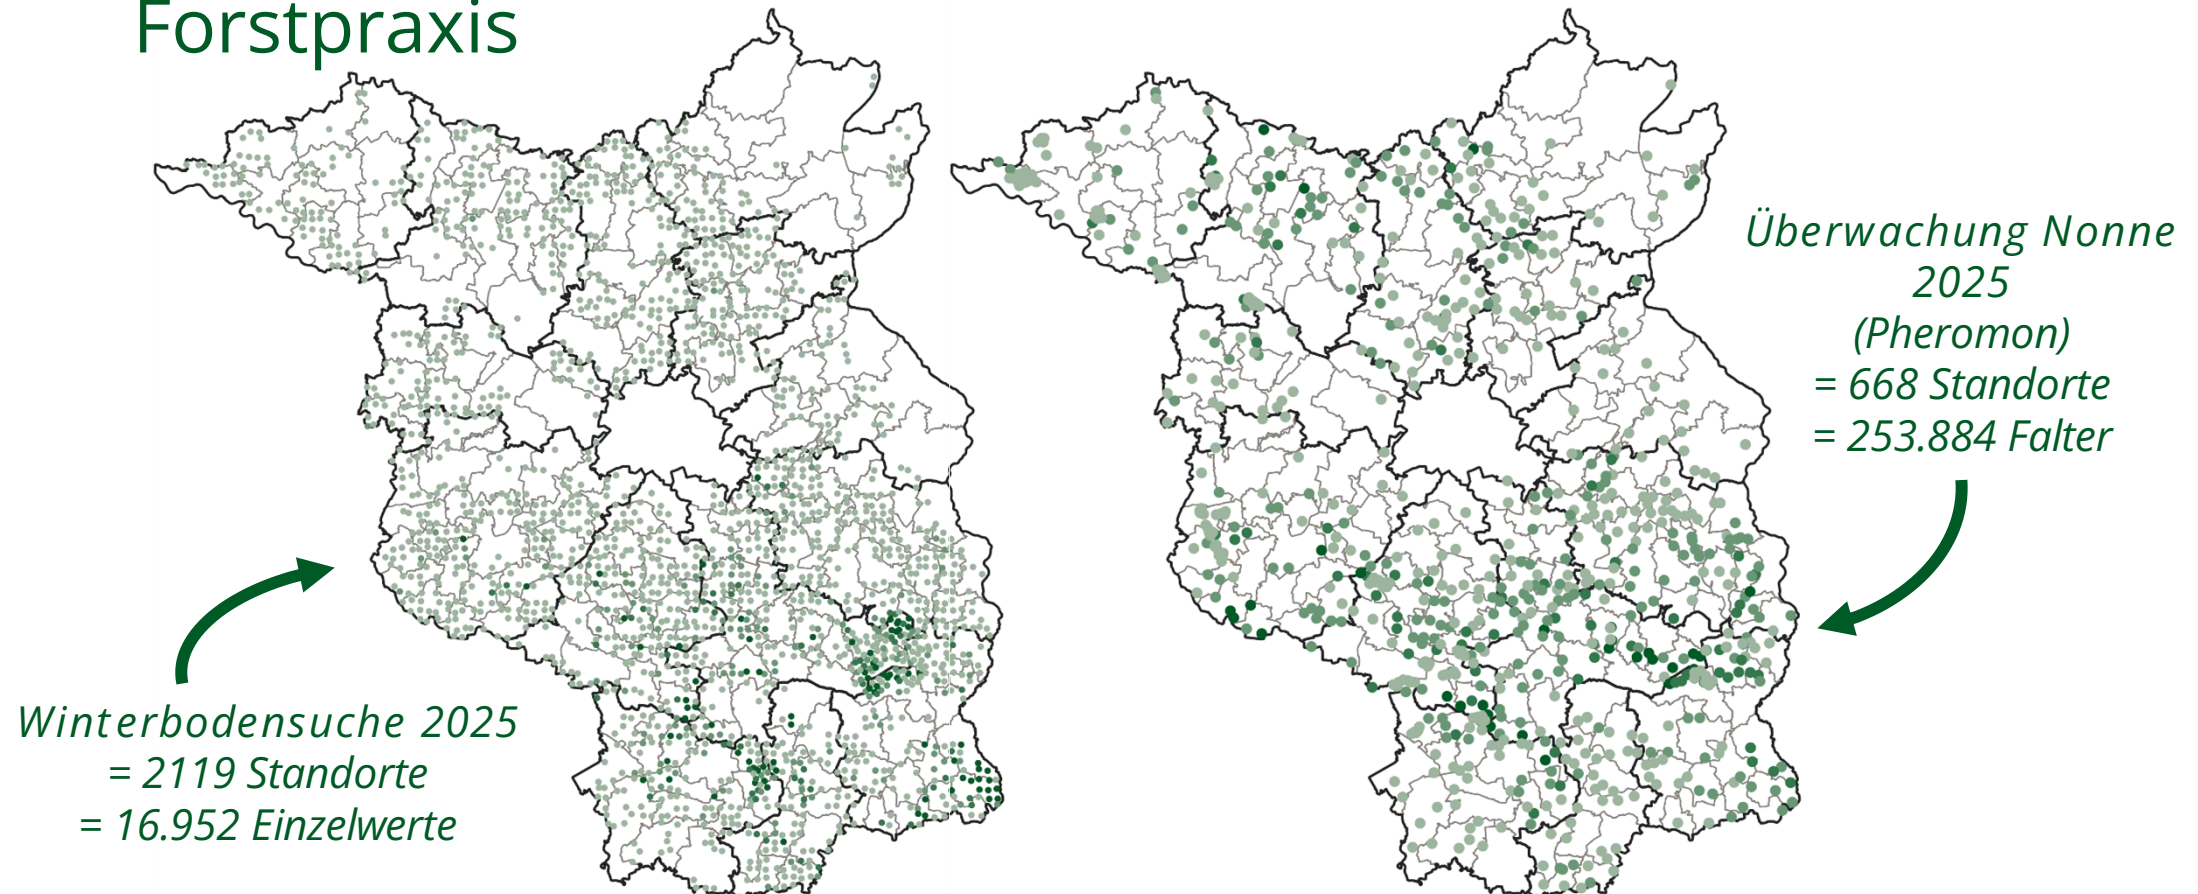 Forstpraxis
Überwachung Nonne
2025
(Pheromon)
= 668 Standorte
= 253.884 Falter
Winterbodensuche 2025
= 2119 Standorte
= 16.952 Einzelwerte